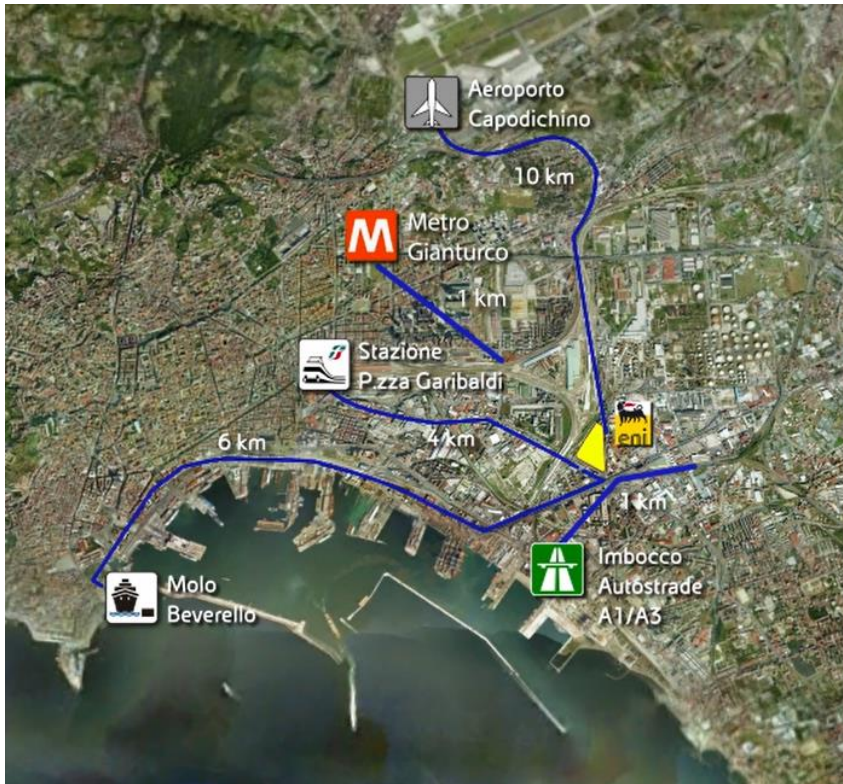 Aeroporto
Capodichino
10 km
M
Metro
Gianturco
1 km
Stazione
P.zza Garibaldi
eni
6 km
4 km
1 km
Imbocco
Autostrade
A1/A3
Molo
Beverello